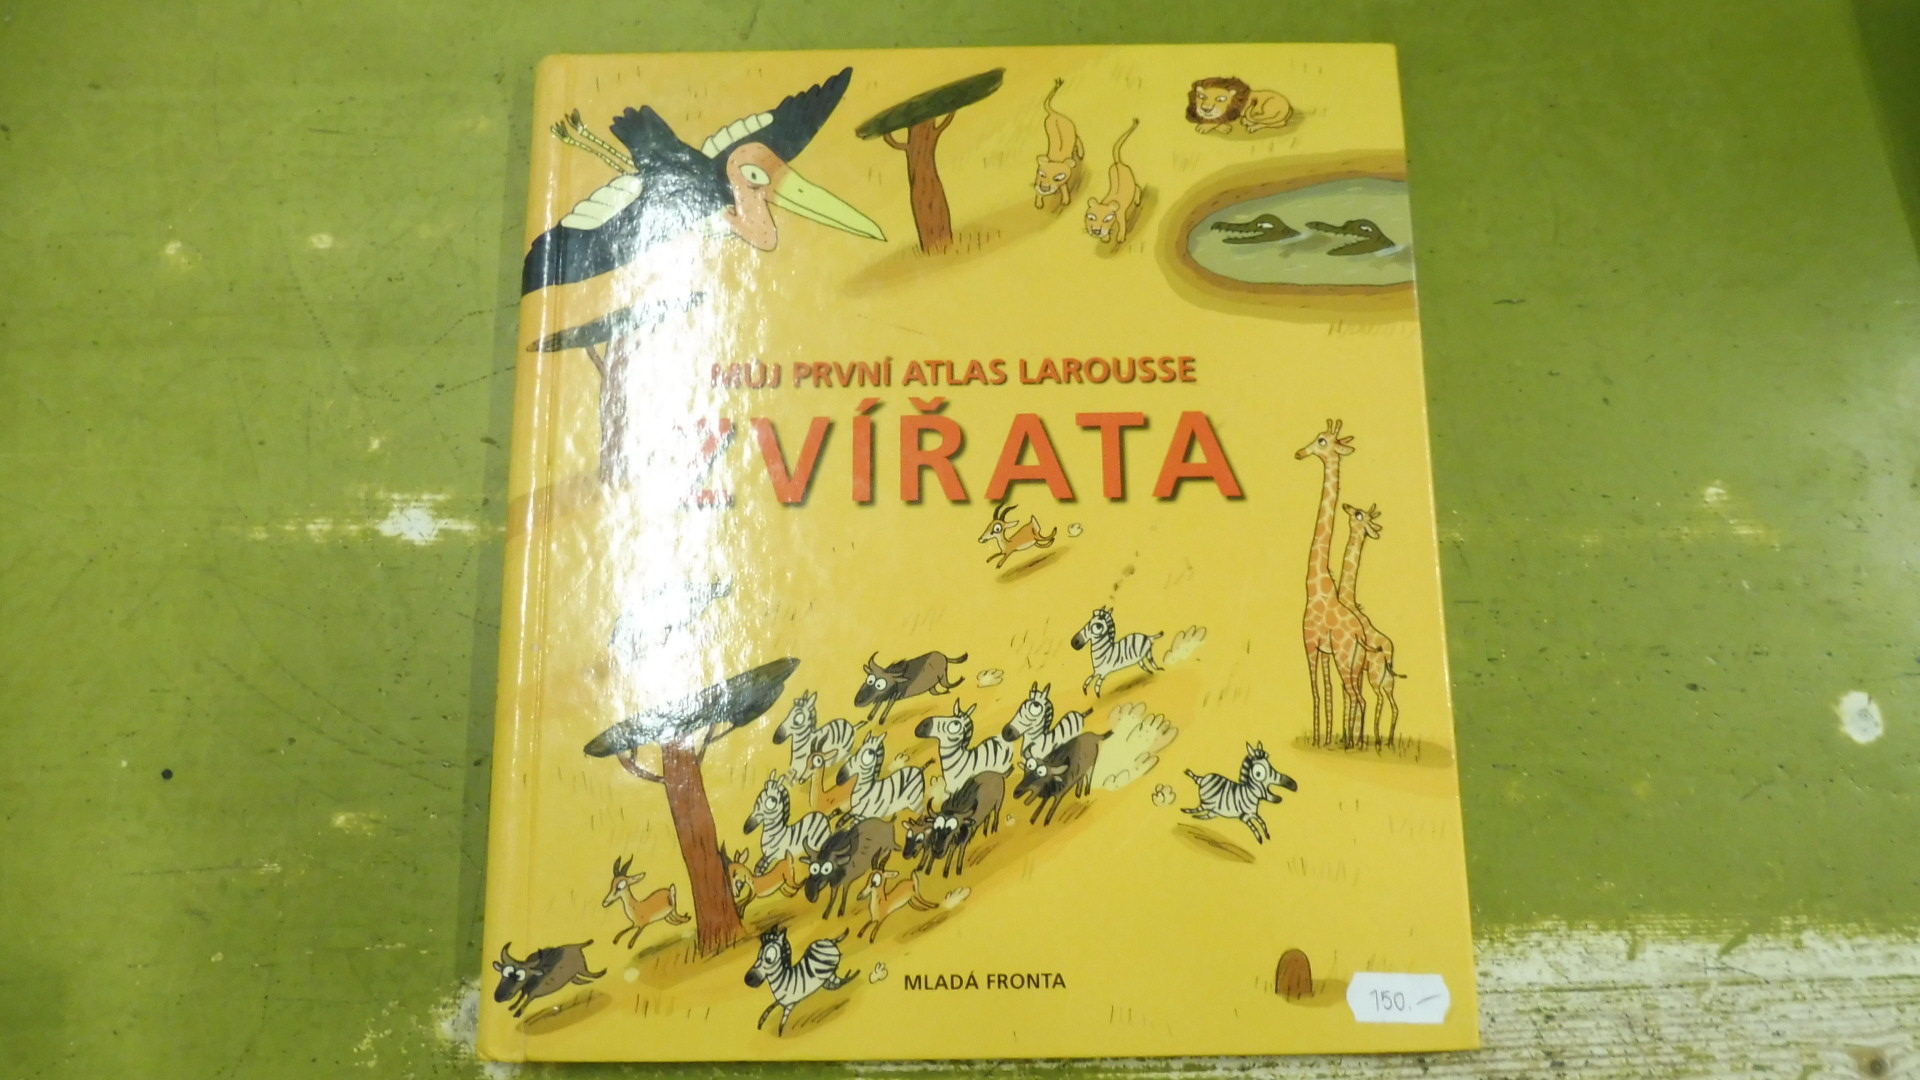 MŮJ PRVNÍ ATLAS LAROUSSE
ZVÍŘATA
MLADÁ FRONTA
150.-